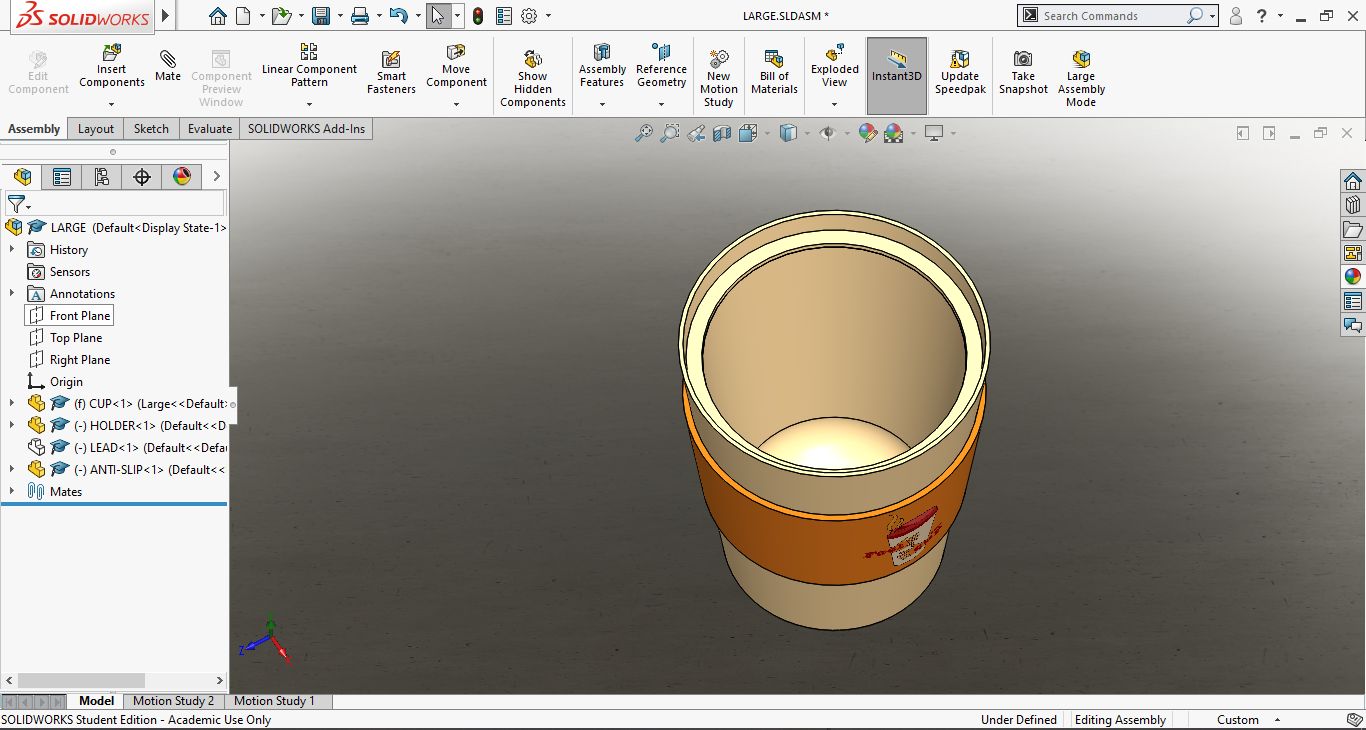 SOLIDWORKS
LARGE.SLDASM *
Search Commands
?
Edit Component
Insert Components
Mate
Component Preview Window
Linear Component Pattern
Smart Fasteners
Move Component
Show Hidden Components
Assembly Features
Reference Geometry
New Motion Study
Bill of Materials
Exploded View
Instant3D
Update Speedpak
Take Snapshot
Large Assembly Mode
Assembly Layout Sketch Evaluate SOLIDWORKS Add-Ins
LARGE (Default<Display State-1>
History
Sensors
A Annotations
Front Plane
Top Plane
Right Plane
Origin
(f) CUP<1> (Large<<Default>
(-) HOLDER<1> (Default<<D
(-) LEAD<1> (Default<<Defa
(-) ANTI-SLIP<1> (Default<<
Mates
Z
Model Motion Study 2 Motion Study 1
SOLIDWORKS Student Edition - Academic Use Only
Under Defined Editing Assembly Custom